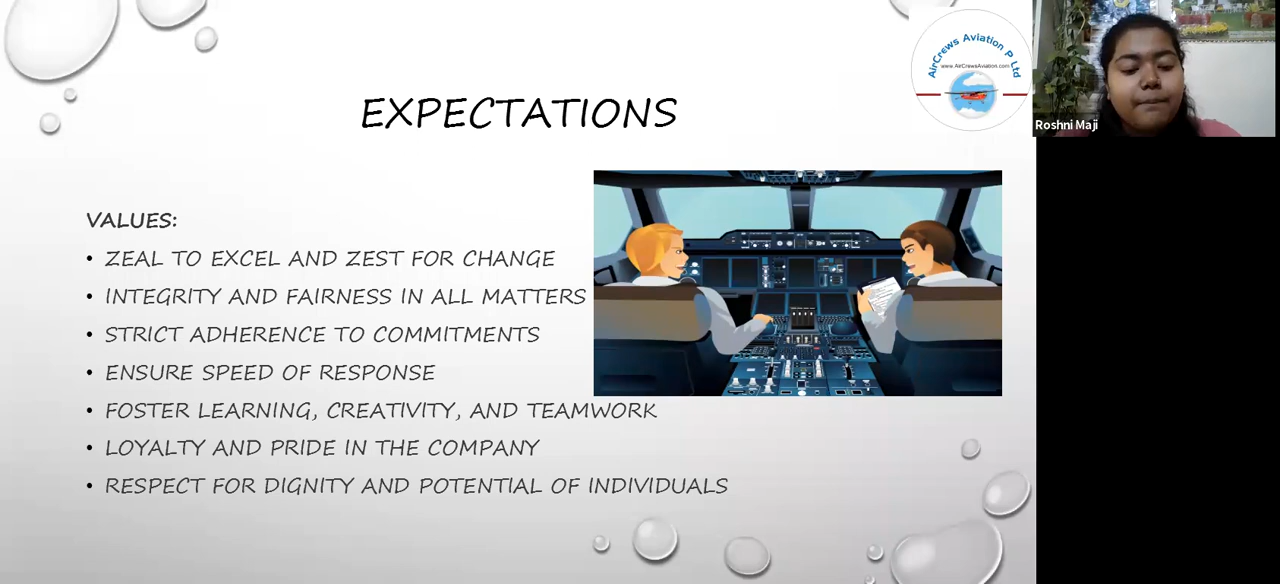 AirCrews Aviation P Ltd
www.AirCrewsAviation.com
Roshni Maji
EXPECTATIONS
VALUES:
• ZEAL TO EXCEL AND ZEST FOR CHANGE
• INTEGRITY AND FAIRNESS IN ALL MATTERS
• STRICT ADHERENCE TO COMMITMENTS
• ENSURE SPEED OF RESPONSE
• FOSTER LEARNING, CREATIVITY, AND TEAMWORK
• LOYALTY AND PRIDE IN THE COMPANY
• RESPECT FOR DIGNITY AND POTENTIAL OF INDIVIDUALS